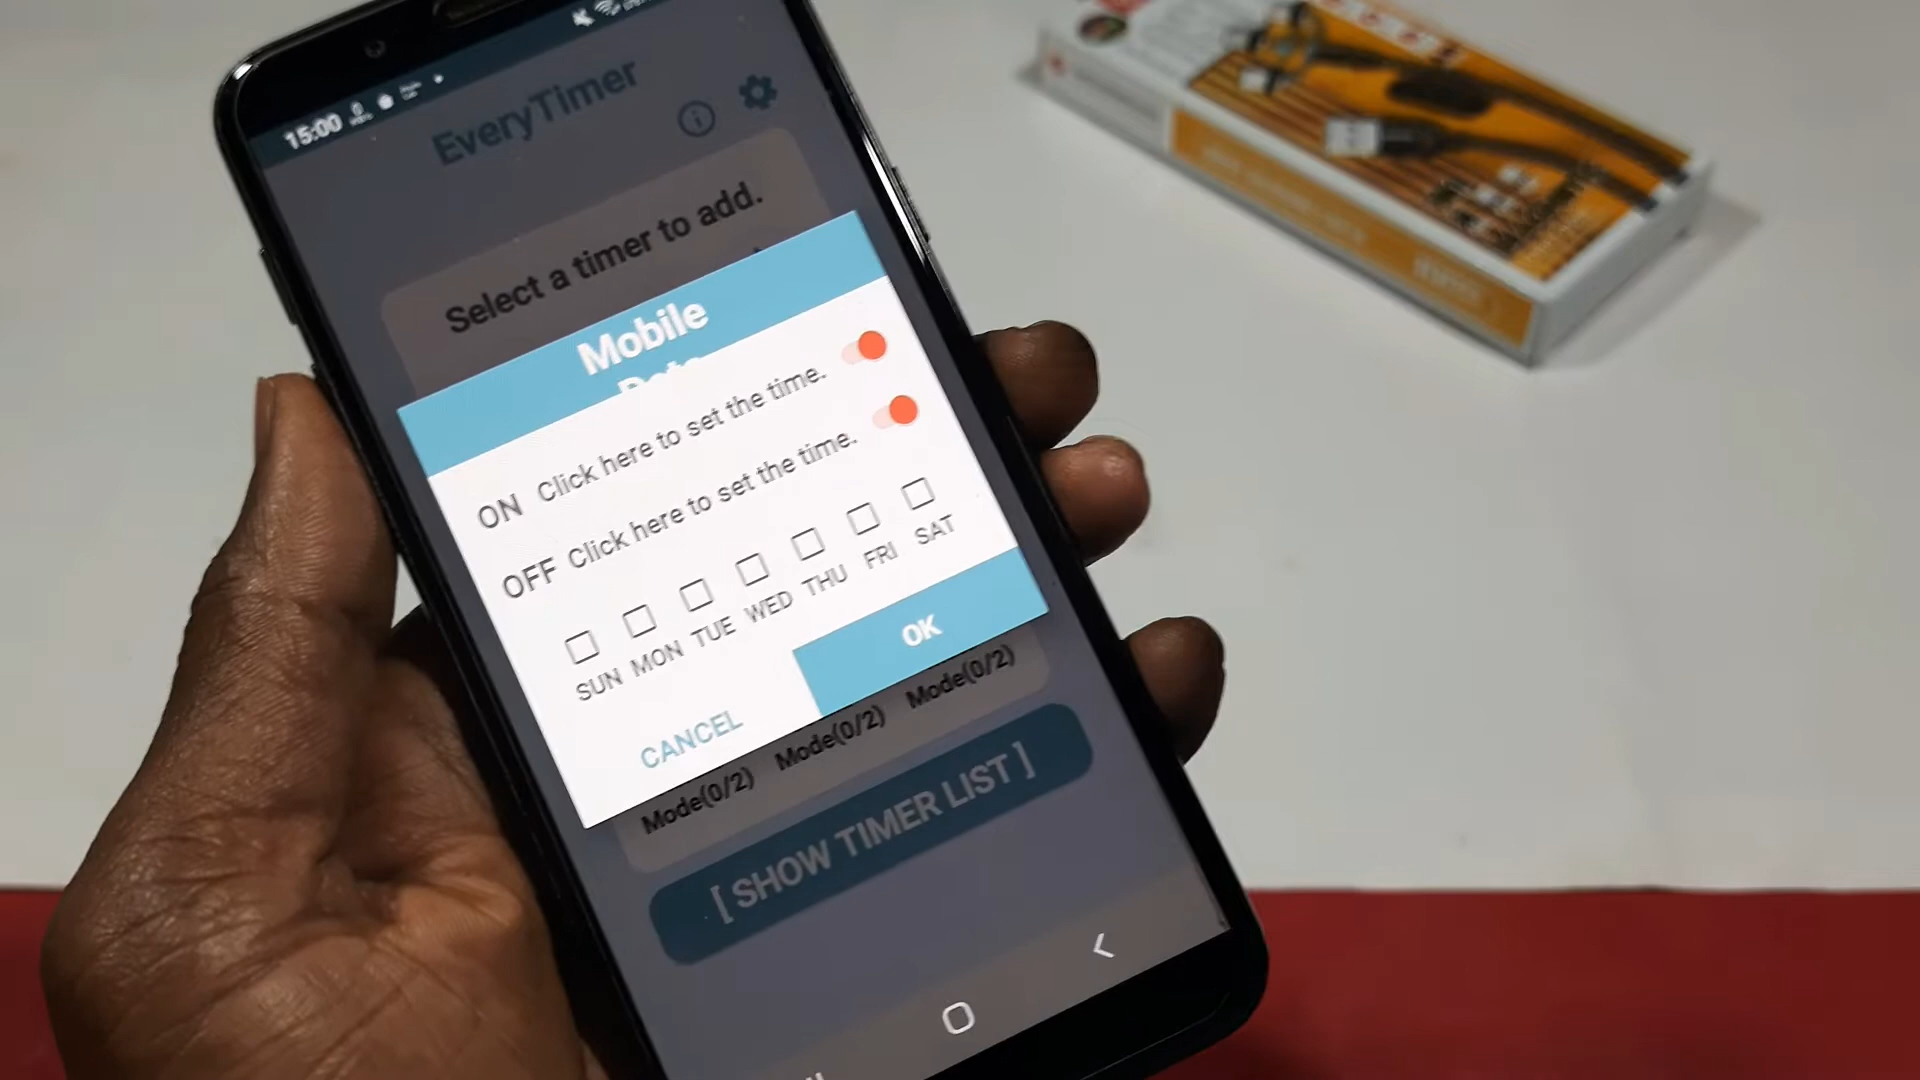 15:00
EveryTimer
Select a timer to add.
Mobile
ON Click here to set the time.
OFF Click here to set the time.
SUN MON TUE WED THU FRI SAT
CANCEL
OK
Mode(0/2) Mode(0/2) Mode(0/2)
[ SHOW TIMER LIST ]